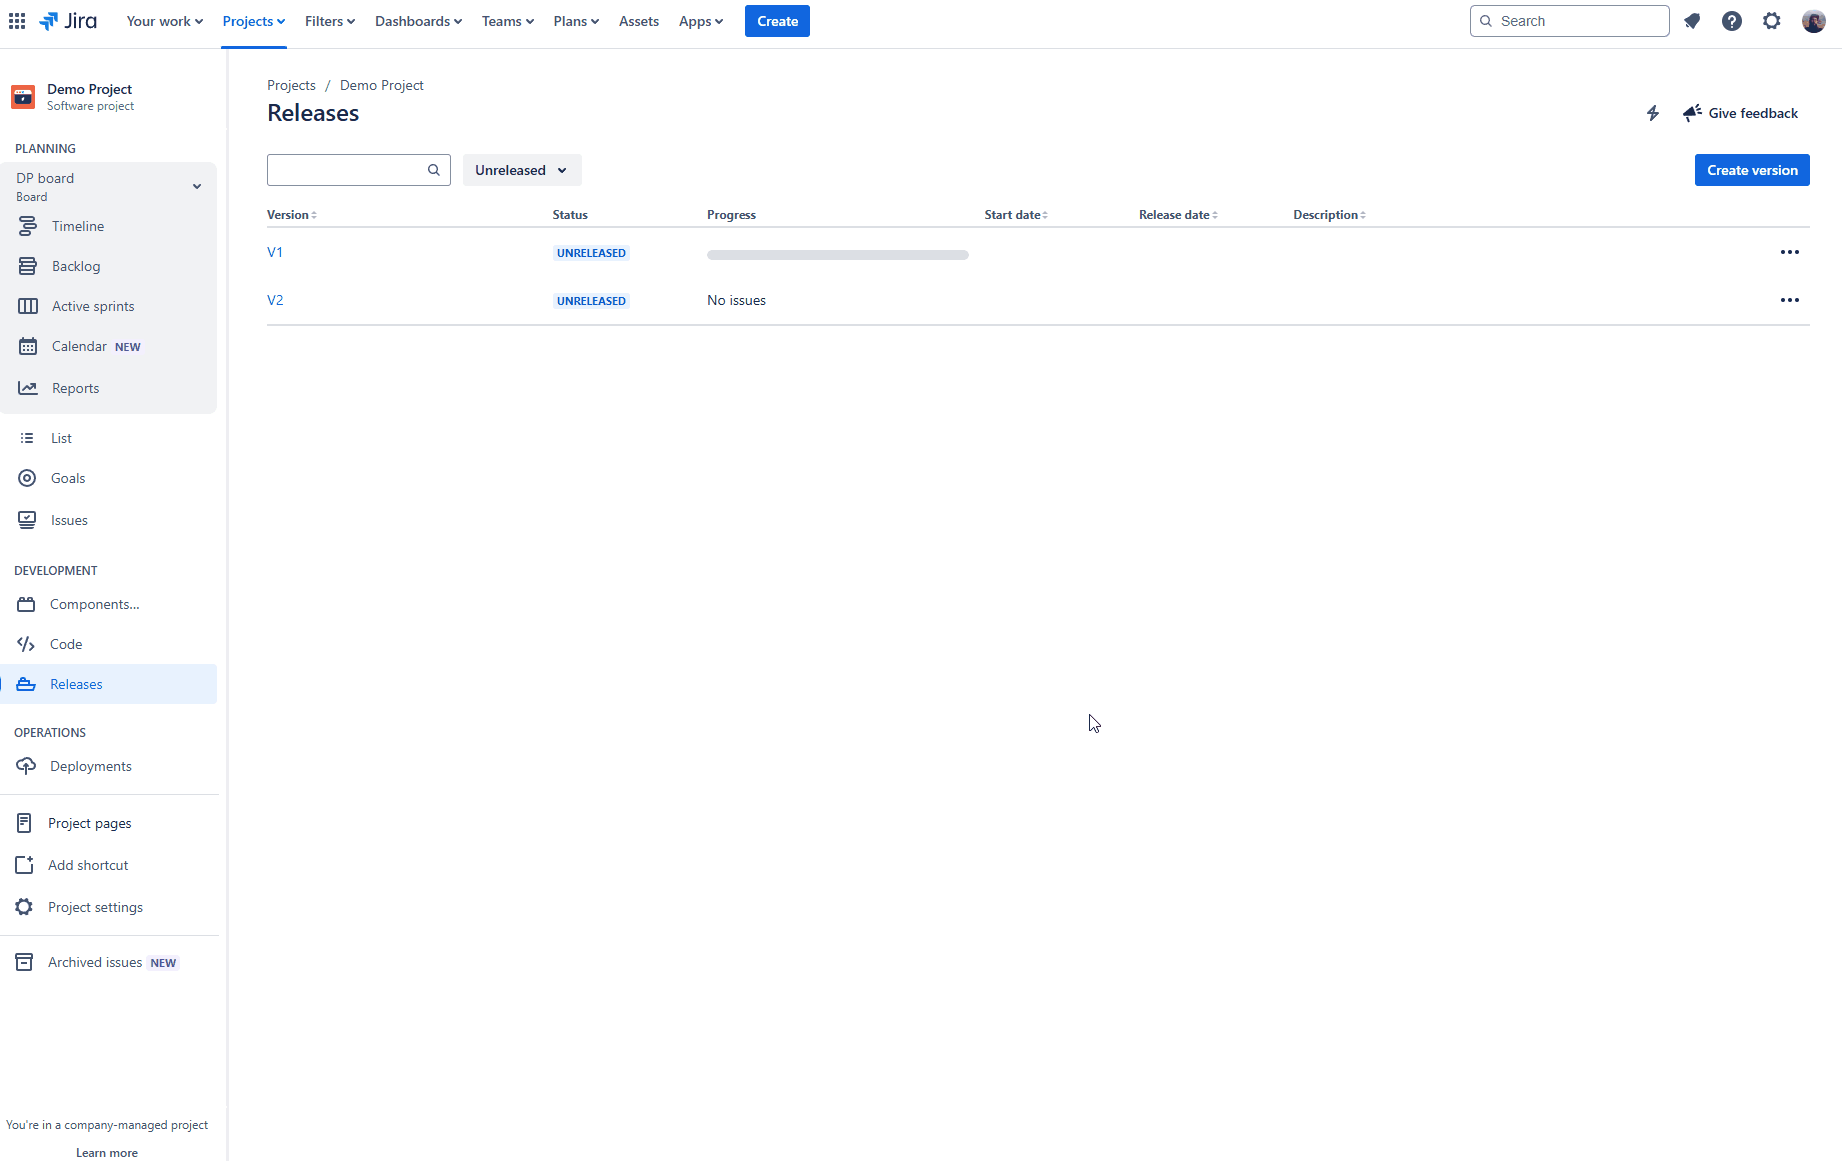 Jira Your work Projects Filters Dashboards Teams Plans Assets Apps Create Search
Demo Project
Software project
PLANNING
DP board
Board
Timeline
Backlog
Active sprints
Calendar NEW
Reports
List
Goals
Issues
DEVELOPMENT
Components...
Code
Releases
OPERATIONS
Deployments
Project pages
Add shortcut
Project settings
Archived issues NEW
You're in a company-managed project
Learn more
Projects / Demo Project
Releases
Give feedback
Unreleased
Create version
Version Status Progress Start date Release date Description
V1 UNRELEASED
V2 UNRELEASED No issues